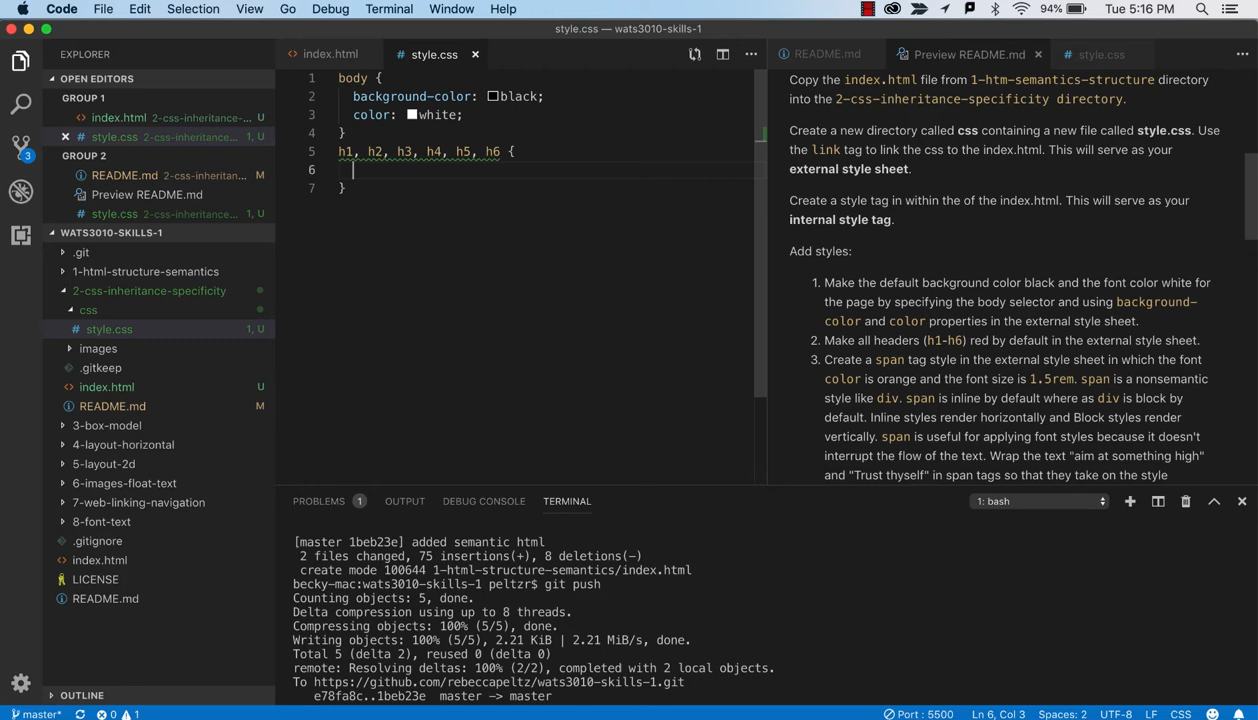 Code File Edit Selection View Go Debug Terminal Window Help 94% Tue 5:16 PM
style.css — wats3010-skills-1
EXPLORER
OPEN EDITORS
GROUP 1
index.html 2-css-inheritance-... U
style.css 2-css-inheritance... 1, U
GROUP 2
README.md 2-css-inheritan... M
Preview README.md
style.css 2-css-inheritance... 1, U
WATS3010-SKILLS-1
.git
1-html-structure-semantics
2-css-inheritance-specificity
css
style.css 1, U
images
.gitkeep
index.html U
README.md M
3-box-model
4-layout-horizontal
5-layout-2d
6-images-float-text
7-web-linking-navigation
8-font-text
.gitignore
index.html
LICENSE
README.md
OUTLINE
3
index.html style.css
1 body {
2 background-color: black;
3 color: white;
4 }
5 h1, h2, h3, h4, h5, h6 {
6
7 }
README.md Preview README.md style.css
Copy the index.html file from 1-htm-semantics-structure directory
into the 2-css-inheritance-specificity directory.
Create a new directory called css containing a new file called style.css. Use
the link tag to link the css to the index.html. This will serve as your
external style sheet.
Create a style tag in within the of the index.html. This will serve as your
internal style tag.
Add styles:
1. Make the default background color black and the font color white for
the page by specifying the body selector and using background-
color and color properties in the external style sheet.
2. Make all headers (h1-h6) red by default in the external style sheet.
3. Create a span tag style in the external style sheet in which the font
color is orange and the font size is 1.5rem. span is a nonsemantic
style like div. span is inline by default where as div is block by
default. Inline styles render horizontally and Block styles render
vertically. span is useful for applying font styles because it doesn't
interrupt the flow of the text. Wrap the text "aim at something high"
and "Trust thyself" in span tags so that they take on the style
PROBLEMS 1 OUTPUT DEBUG CONSOLE TERMINAL 1: bash
[master 1beb23e] added semantic html
2 files changed, 75 insertions(+), 8 deletions(-)
create mode 100644 1-html-structure-semantics/index.html
becky-mac:wats3010-skills-1 peltzr$ git push
Counting objects: 5, done.
Delta compression using up to 8 threads.
Compressing objects: 100% (5/5), done.
Writing objects: 100% (5/5), 2.21 KiB | 2.21 MiB/s, done.
Total 5 (delta 2), reused 0 (delta 0)
remote: Resolving deltas: 100% (2/2), completed with 2 local objects.
To https://github.com/rebeccapeltz/wats3010-skills-1.git
e78fa8c..1beb23e master -> master
master* 0 1 Port : 5500 Ln 6, Col 3 Spaces: 2 UTF-8 LF CSS